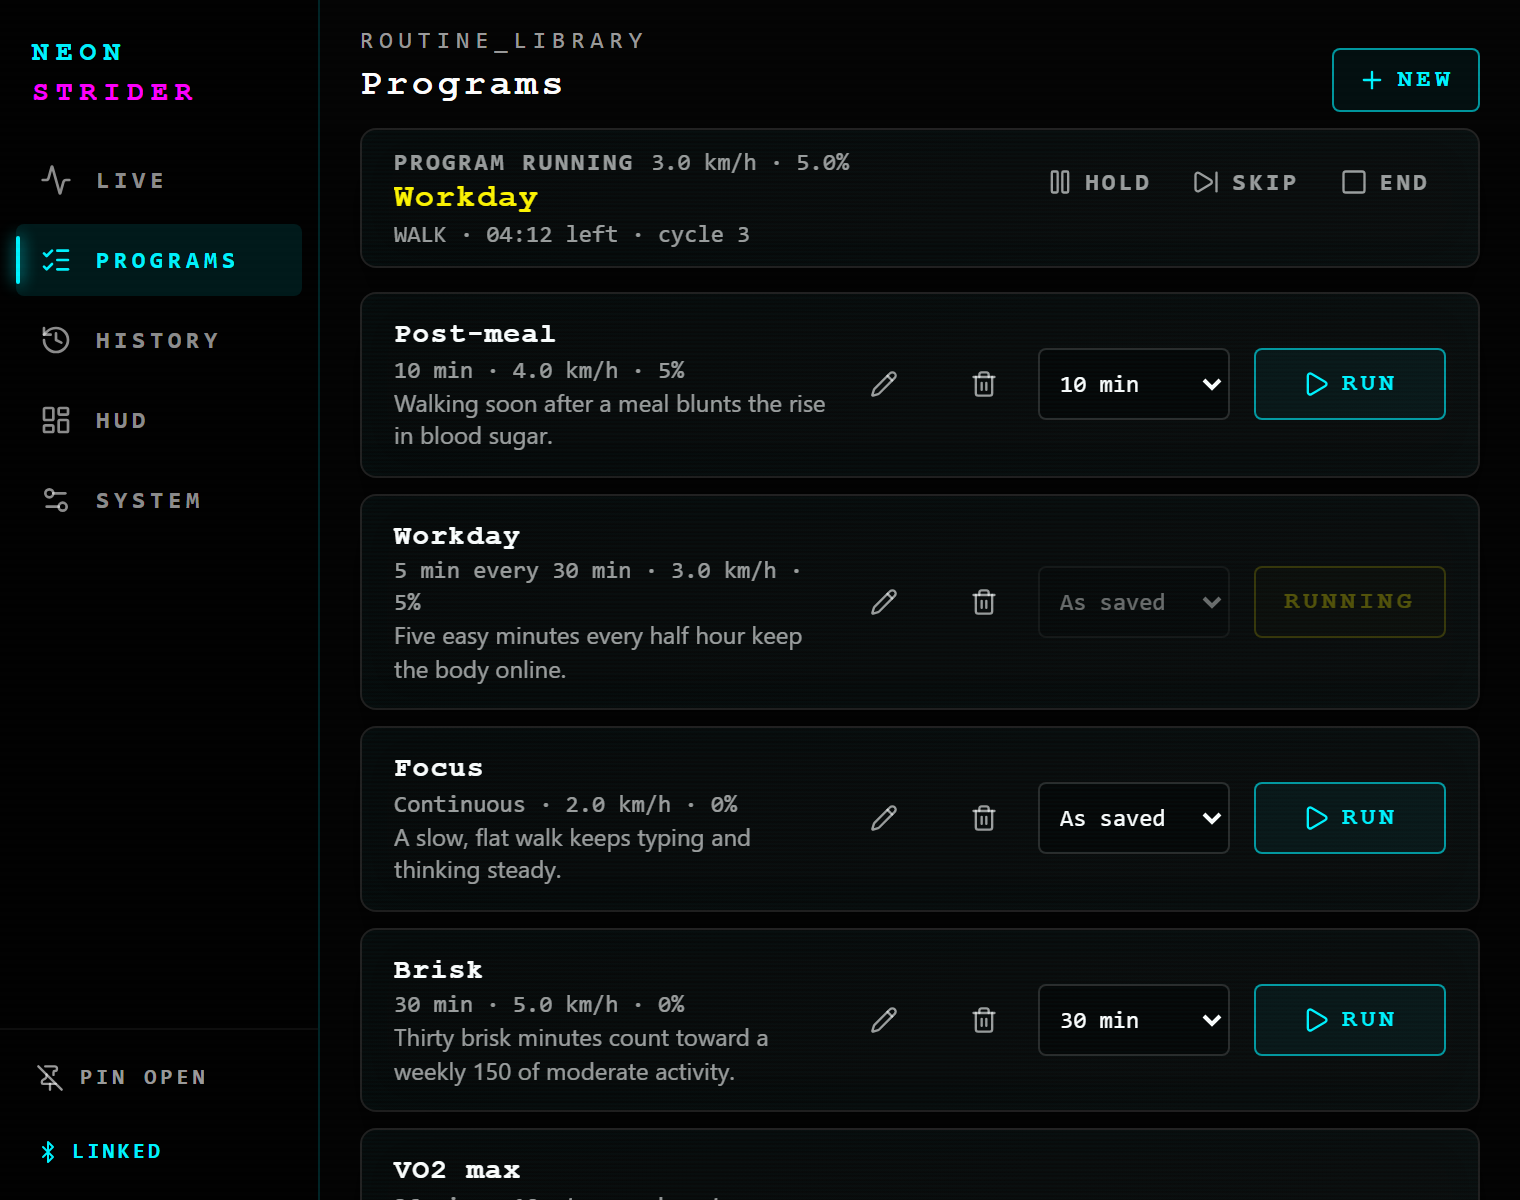 NEON
STRIDER
LIVE
PROGRAMS
HISTORY
HUD
SYSTEM
PIN OPEN
LINKED
ROUTINE_LIBRARY
Programs
NEW
PROGRAM RUNNING 3.0 km/h · 5.0%
Workday
WALK · 04:12 left · cycle 3
HOLD
SKIP
END
Post-meal
10 min · 4.0 km/h · 5%
Walking soon after a meal blunts the rise
in blood sugar.
10 min
RUN
Workday
5 min every 30 min · 3.0 km/h ·
5%
Five easy minutes every half hour keep
the body online.
As saved
RUNNING
Focus
Continuous · 2.0 km/h · 0%
A slow, flat walk keeps typing and
thinking steady.
As saved
RUN
Brisk
30 min · 5.0 km/h · 0%
Thirty brisk minutes count toward a
weekly 150 of moderate activity.
30 min
RUN
VO2 max